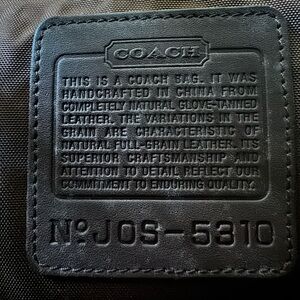 COACH
THIS IS A COACH BAG. IT WAS
HANDCRAFTED IN CHINA FROM
COMPLETELY NATURAL GLOVE-TANNED
LEATHER. THE VARIATIONS IN THE
GRAIN ARE CHARACTERISTIC OF
NATURAL FULL-GRAIN LEATHER. ITS
SUPERIOR CRAFTSMANSHIP AND
ATTENTION TO DETAIL REFLECT OUR
COMMITMENT TO ENDURING QUALITY.
Nº JOS-5310